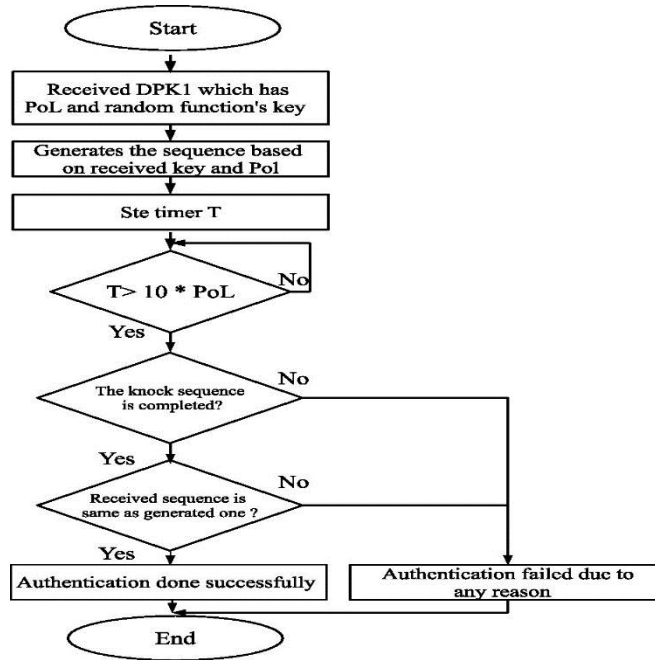 Start
Received DPK1 which has
PoL and random function's key
Generates the sequence based
on received key and Pol
Ste timer T
T> 10 * PoL
No
Yes
The knock sequence
is completed?
No
Yes
Received sequence is
same as generated one ?
No
Yes
Authentication done successfully
Authentication failed due to
any reason
End